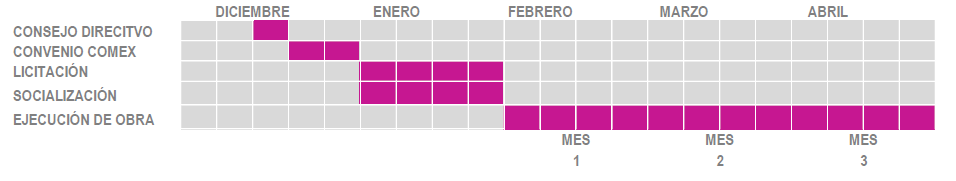 DICIEMBRE ENERO FEBRERO MARZO ABRIL
CONSEJO DIRECITVO
CONVENIO COMEX
LICITACIÓN
SOCIALIZACIÓN
EJECUCIÓN DE OBRA
MES MES MES
1 2 3